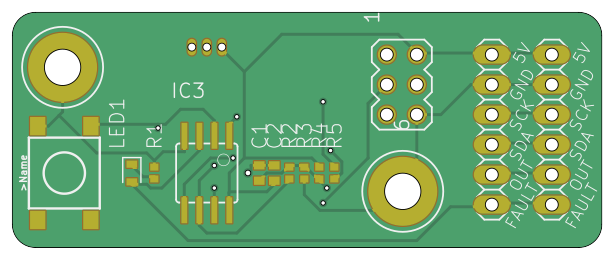 1
IC3
LED1
R1
C1
C2
R2
R3
R4
R5
6
>Name
5V
GND
SCK
SDA
OUT
FAULT
5V
GND
SCK
SDA
OUT
FAULT